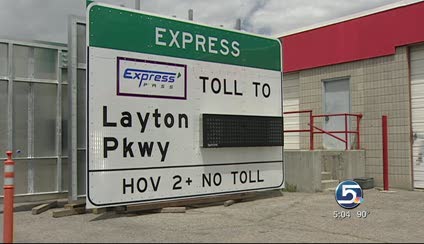 EXPRESS
Express
PASS
TOLL TO
Layton
Pkwy
HOV 2+ NO TOLL
5
5:04 90°